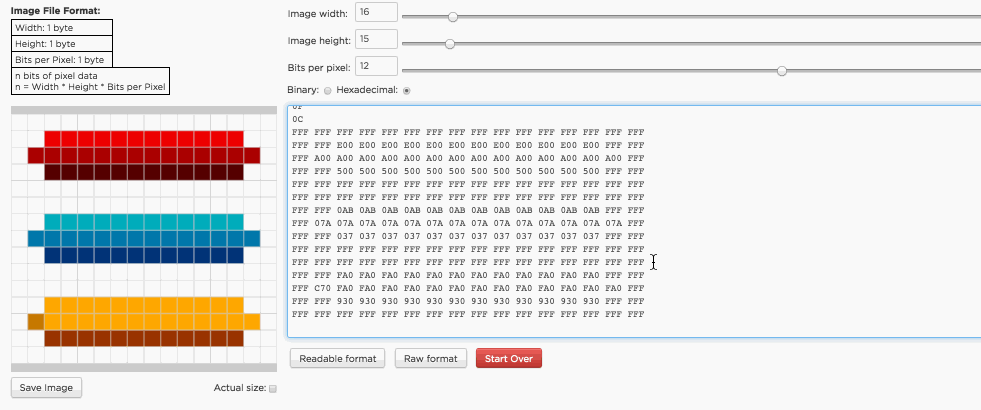 Image File Format:
Width: 1 byte
Height: 1 byte
Bits per Pixel: 1 byte
n bits of pixel data
n = Width * Height * Bits per Pixel
Image width: 16
Image height: 15
Bits per pixel: 12
Binary: Hexadecimal:
0C
FFF FFF FFF FFF FFF FFF FFF FFF FFF FFF FFF FFF FFF FFF FFF FFF
FFF FFF E00 E00 E00 E00 E00 E00 E00 E00 E00 E00 E00 E00 FFF FFF
FFF A00 A00 A00 A00 A00 A00 A00 A00 A00 A00 A00 A00 A00 A00 FFF
FFF FFF 500 500 500 500 500 500 500 500 500 500 500 500 FFF FFF
FFF FFF FFF FFF FFF FFF FFF FFF FFF FFF FFF FFF FFF FFF FFF FFF
FFF FFF FFF FFF FFF FFF FFF FFF FFF FFF FFF FFF FFF FFF FFF FFF
FFF FFF 0AB 0AB 0AB 0AB 0AB 0AB 0AB 0AB 0AB 0AB 0AB 0AB FFF FFF
FFF 07A 07A 07A 07A 07A 07A 07A 07A 07A 07A 07A 07A 07A 07A FFF
FFF FFF 037 037 037 037 037 037 037 037 037 037 037 037 FFF FFF
FFF FFF FFF FFF FFF FFF FFF FFF FFF FFF FFF FFF FFF FFF FFF FFF
FFF FFF FFF FFF FFF FFF FFF FFF FFF FFF FFF FFF FFF FFF FFF FFF
FFF FFF FA0 FA0 FA0 FA0 FA0 FA0 FA0 FA0 FA0 FA0 FA0 FA0 FFF FFF
FFF C70 FA0 FA0 FA0 FA0 FA0 FA0 FA0 FA0 FA0 FA0 FA0 FA0 FA0 FFF
FFF FFF 930 930 930 930 930 930 930 930 930 930 930 930 FFF FFF
FFF FFF FFF FFF FFF FFF FFF FFF FFF FFF FFF FFF FFF FFF FFF FFF
Readable format Raw format Start Over
Save Image Actual size: